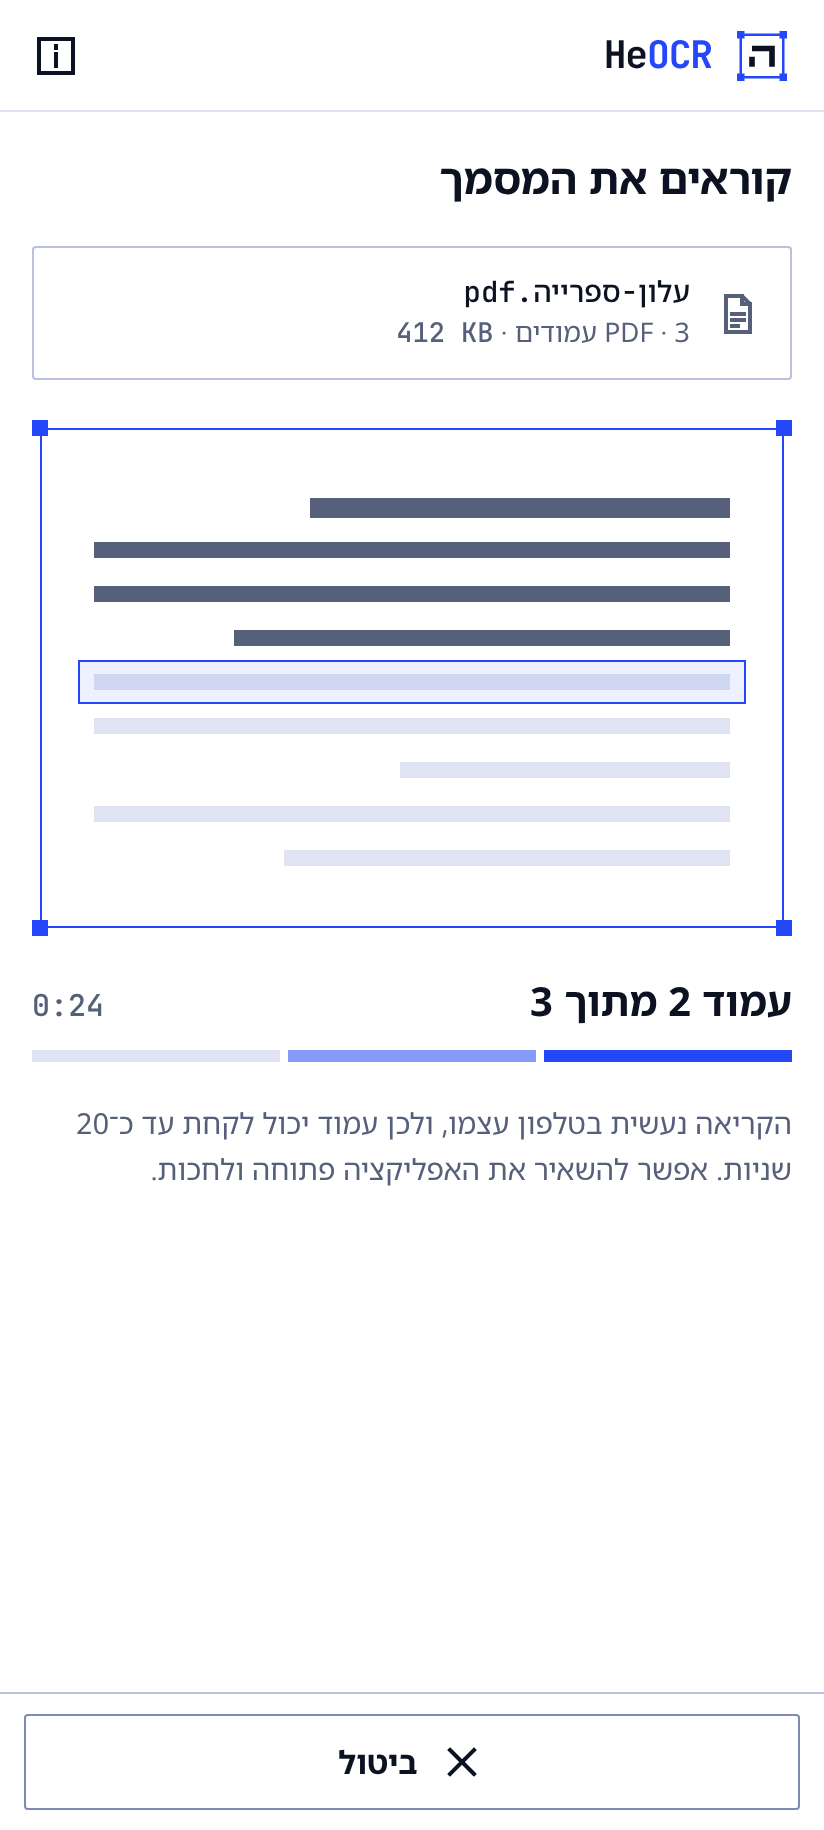 HeOCR
קוראים את המסמך
עלון-ספרייה.pdf
PDF · 3 עמודים · 412 KB
עמוד 2 מתוך 3
0:24
הקריאה נעשית בטלפון עצמו, ולכן עמוד יכול לקחת עד כ־20
שניות. אפשר להשאיר את האפליקציה פתוחה ולחכות.
ביטול